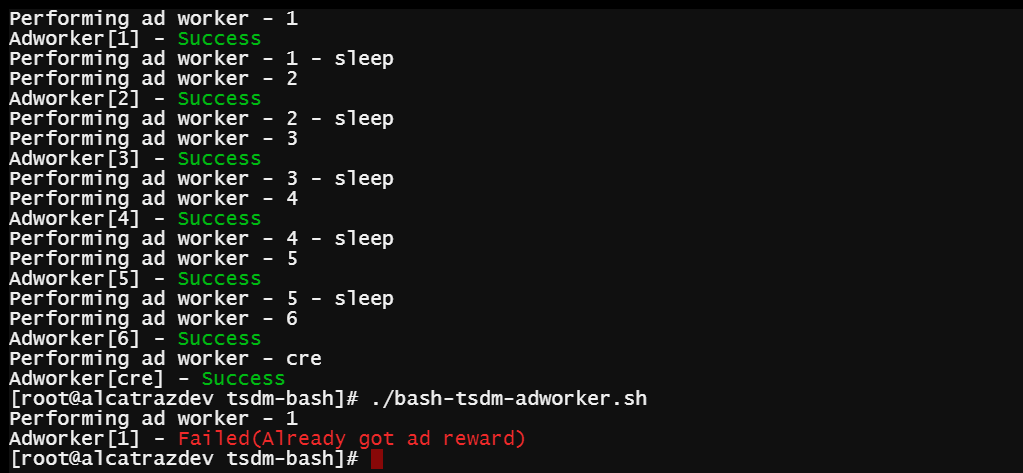 Performing ad worker - 1
Adworker[1] - Success
Performing ad worker - 1 - sleep
Performing ad worker - 2
Adworker[2] - Success
Performing ad worker - 2 - sleep
Performing ad worker - 3
Adworker[3] - Success
Performing ad worker - 3 - sleep
Performing ad worker - 4
Adworker[4] - Success
Performing ad worker - 4 - sleep
Performing ad worker - 5
Adworker[5] - Success
Performing ad worker - 5 - sleep
Performing ad worker - 6
Adworker[6] - Success
Performing ad worker - cre
Adworker[cre] - Success
[root@alcatrazdev tsdm-bash]# ./bash-tsdm-adworker.sh
Performing ad worker - 1
Adworker[1] - Failed(Already got ad reward)
[root@alcatrazdev tsdm-bash]#